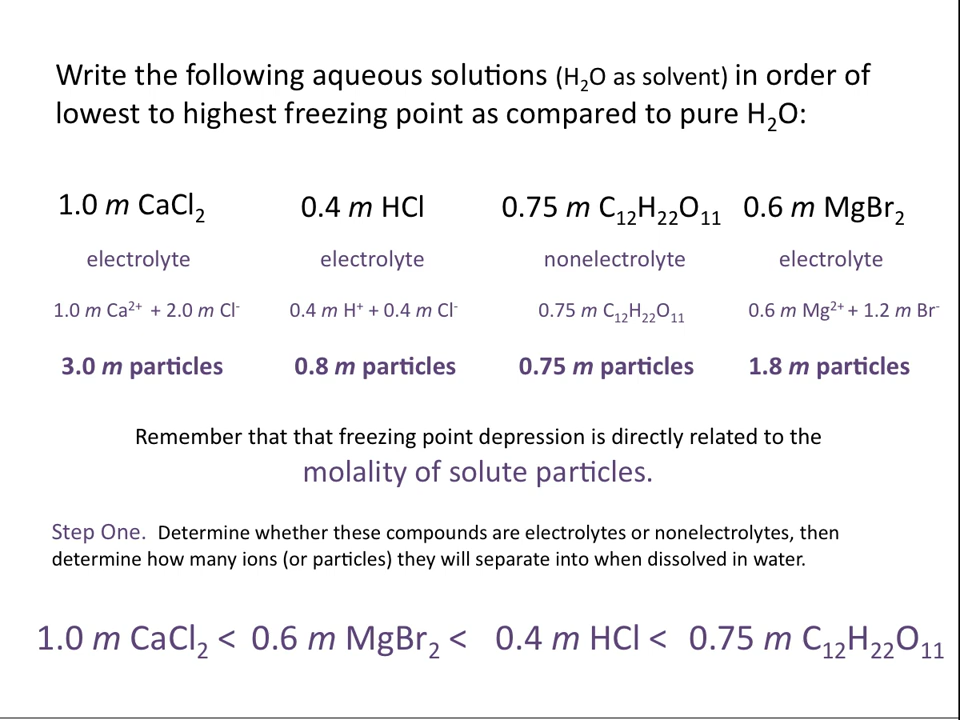 Write the following aqueous solutions (H₂O as solvent) in order of
lowest to highest freezing point as compared to pure H₂O:
1.0 m CaCl₂ 0.4 m HCl 0.75 m C₁₂H₂₂O₁₁ 0.6 m MgBr₂
electrolyte electrolyte nonelectrolyte electrolyte
1.0 m Ca²⁺ + 2.0 m Cl⁻ 0.4 m H⁺ + 0.4 m Cl⁻ 0.75 m C₁₂H₂₂O₁₁ 0.6 m Mg²⁺ + 1.2 m Br⁻
3.0 m particles 0.8 m particles 0.75 m particles 1.8 m particles
Remember that that freezing point depression is directly related to the
molality of solute particles.
Step One. Determine whether these compounds are electrolytes or nonelectrolytes, then
determine how many ions (or particles) they will separate into when dissolved in water.
1.0 m CaCl₂ < 0.6 m MgBr₂ < 0.4 m HCl < 0.75 m C₁₂H₂₂O₁₁